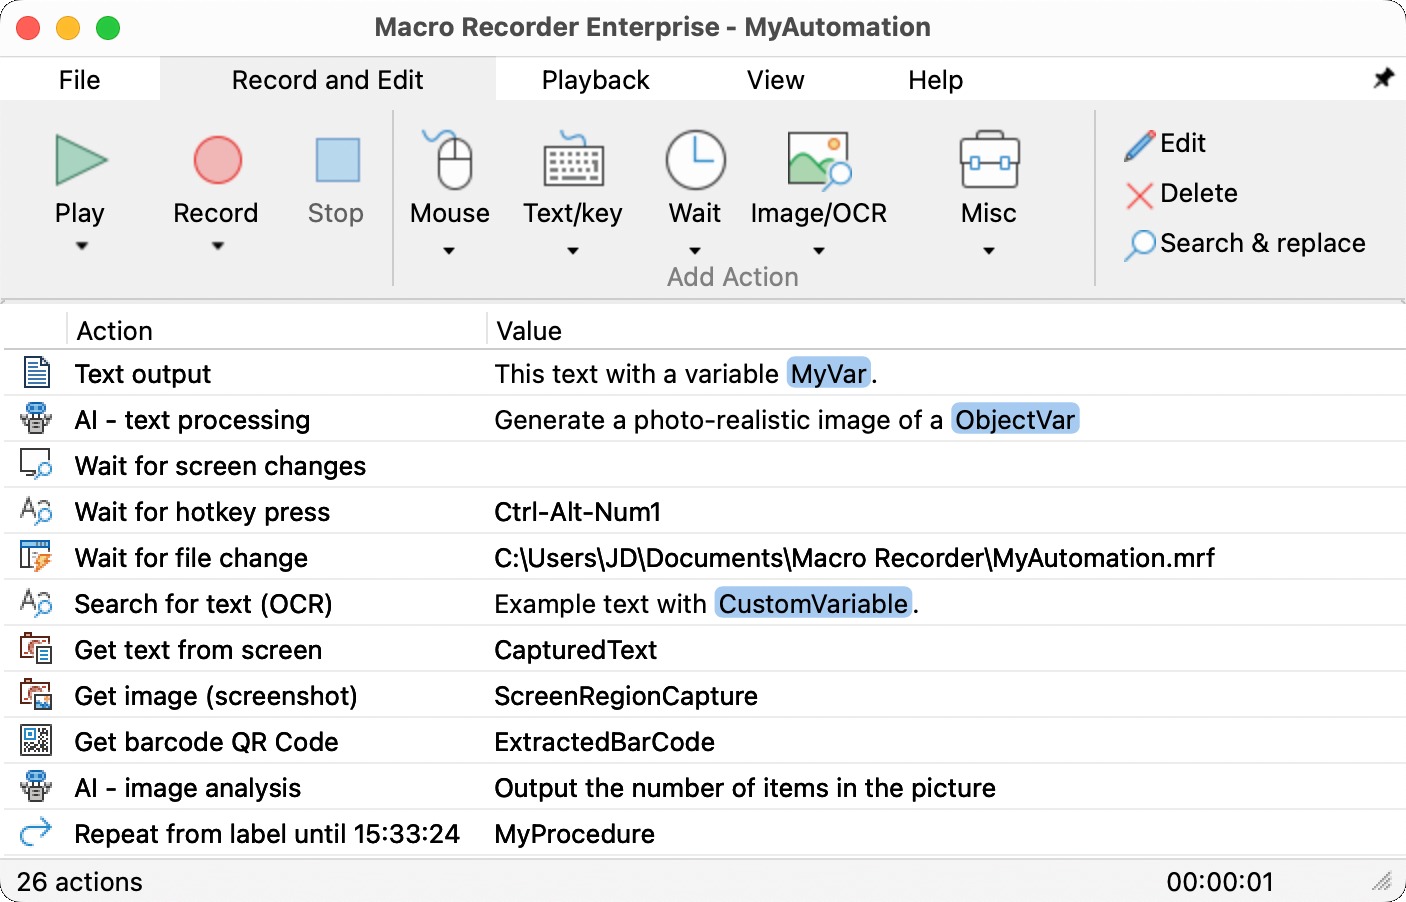 Macro Recorder Enterprise - MyAutomation
File Record and Edit Playback View Help
Play Record Stop Mouse Text/key Wait Image/OCR Misc
Add Action
Edit
Delete
Search & replace
Action Value
Text output This text with a variable MyVar.
AI - text processing Generate a photo-realistic image of a ObjectVar
Wait for screen changes
Wait for hotkey press Ctrl-Alt-Num1
Wait for file change C:\Users\JD\Documents\Macro Recorder\MyAutomation.mrf
Search for text (OCR) Example text with CustomVariable.
Get text from screen CapturedText
Get image (screenshot) ScreenRegionCapture
Get barcode QR Code ExtractedBarCode
AI - image analysis Output the number of items in the picture
Repeat from label until 15:33:24 MyProcedure
26 actions 00:00:01